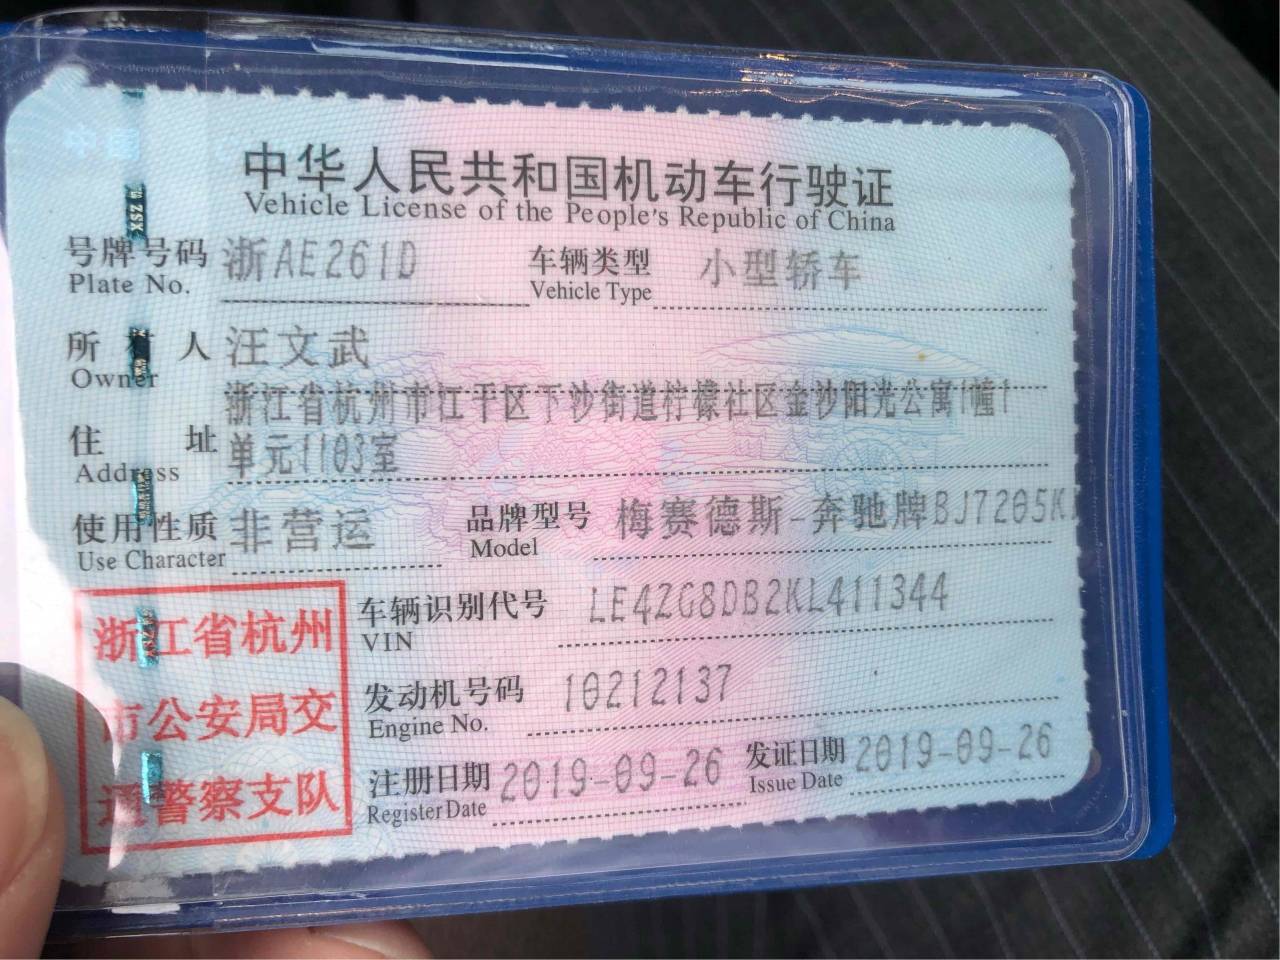 中华人民共和国机动车行驶证
Vehicle License of the People's Republic of China
号牌号码 浙AE261D 车辆类型 小型轿车
Plate No. Vehicle Type
所有人 汪文武
Owner
浙江省杭州市江干区下沙街道柠檬社区金沙阳光公寓1幢1
住址 单元1103室
Address
使用性质 非营运 品牌型号 梅赛德斯-奔驰牌BJ7205K
Use Character Model
浙江省杭州 车辆识别代号 LE4ZG8DB2KL411344
VIN
市公安局交 发动机号码 10212137
Engine No.
通警察支队 注册日期 2019-09-26 发证日期 2019-09-26
Register Date Issue Date